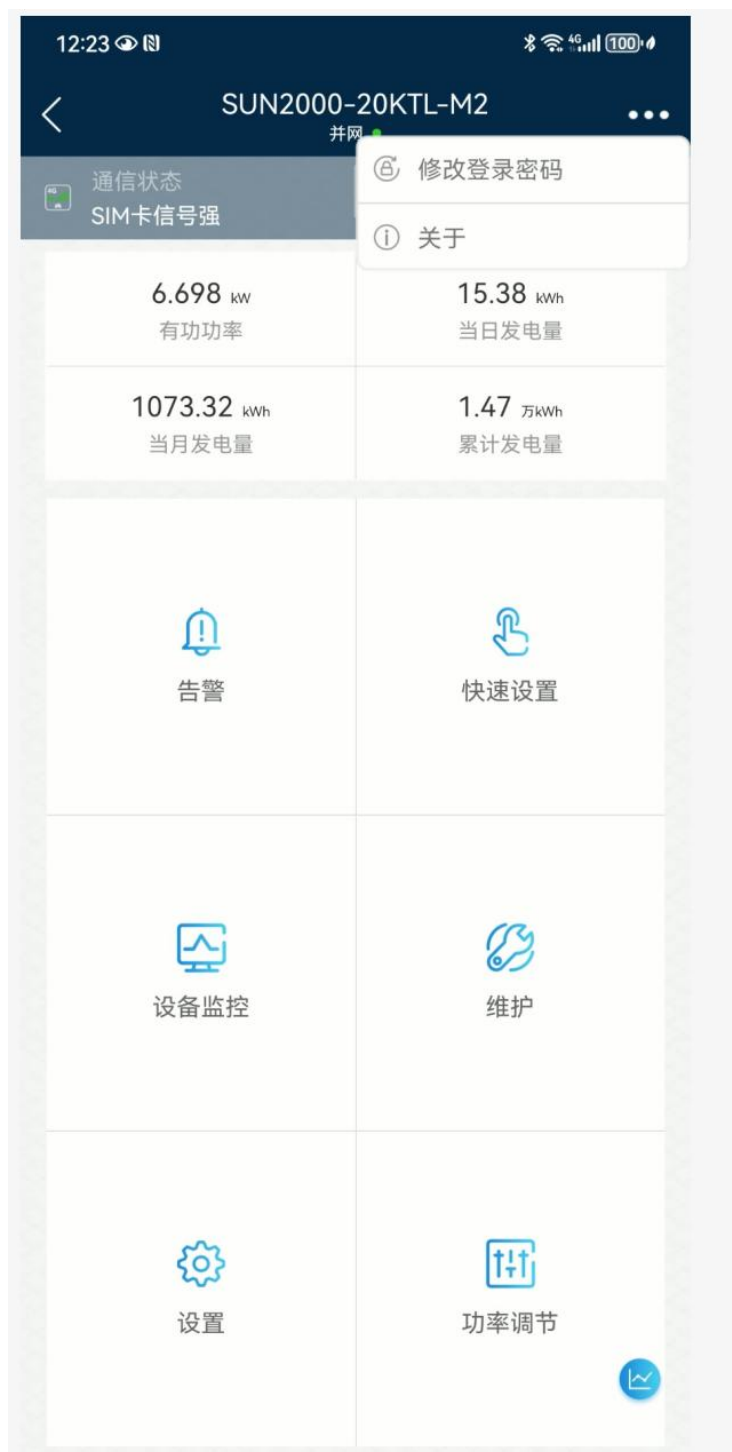 12:23
4G 100
SUN2000-20KTL-M2
并网
修改登录密码
关于
4G
通信状态
SIM卡信号强
6.698 kW
有功功率
15.38 kWh
当日发电量
1073.32 kWh
当月发电量
1.47 万kWh
累计发电量
告警
快速设置
设备监控
维护
设置
功率调节